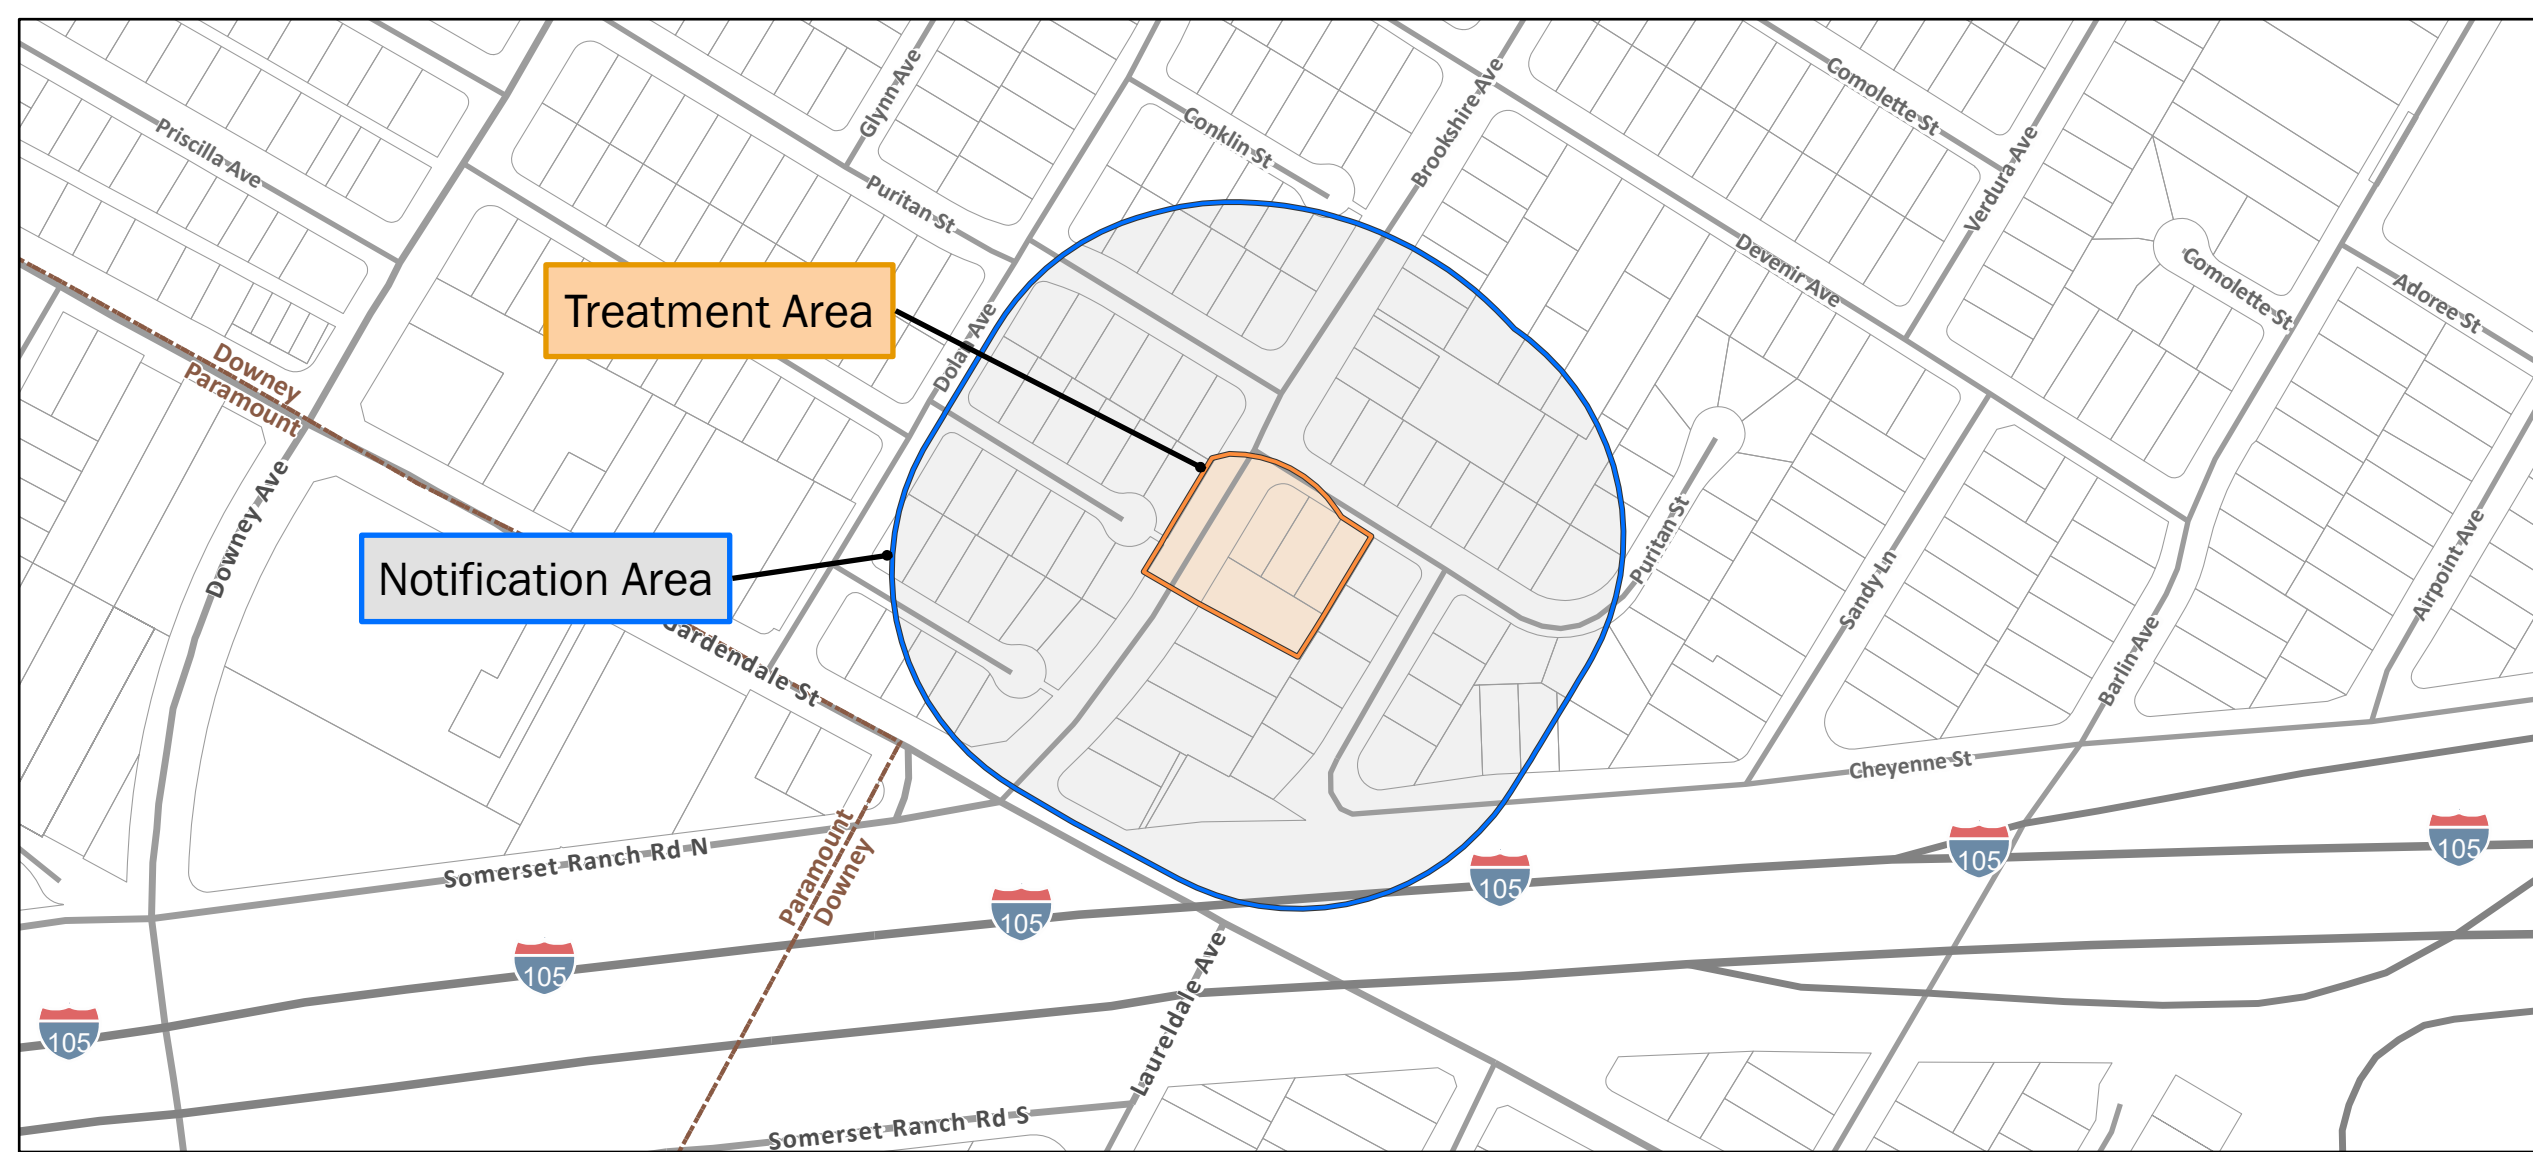 Glynn Ave
Conklin St
Brookshire Ave
Comolette St
Verdura Ave
Priscilla Ave
Puritan St
Devenir Ave
Comolette St
Adoree St
Treatment Area
Dolan Ave
Downey
Paramount
Downey Ave
Notification Area
Puritan St
Sandy Ln
Airpoint Ave
Barlin Ave
Gardendale St
Cheyenne St
Somerset Ranch Rd N
Paramount
Downey
105
105
105
105
105
105
Laureldale Ave
Somerset Ranch Rd S